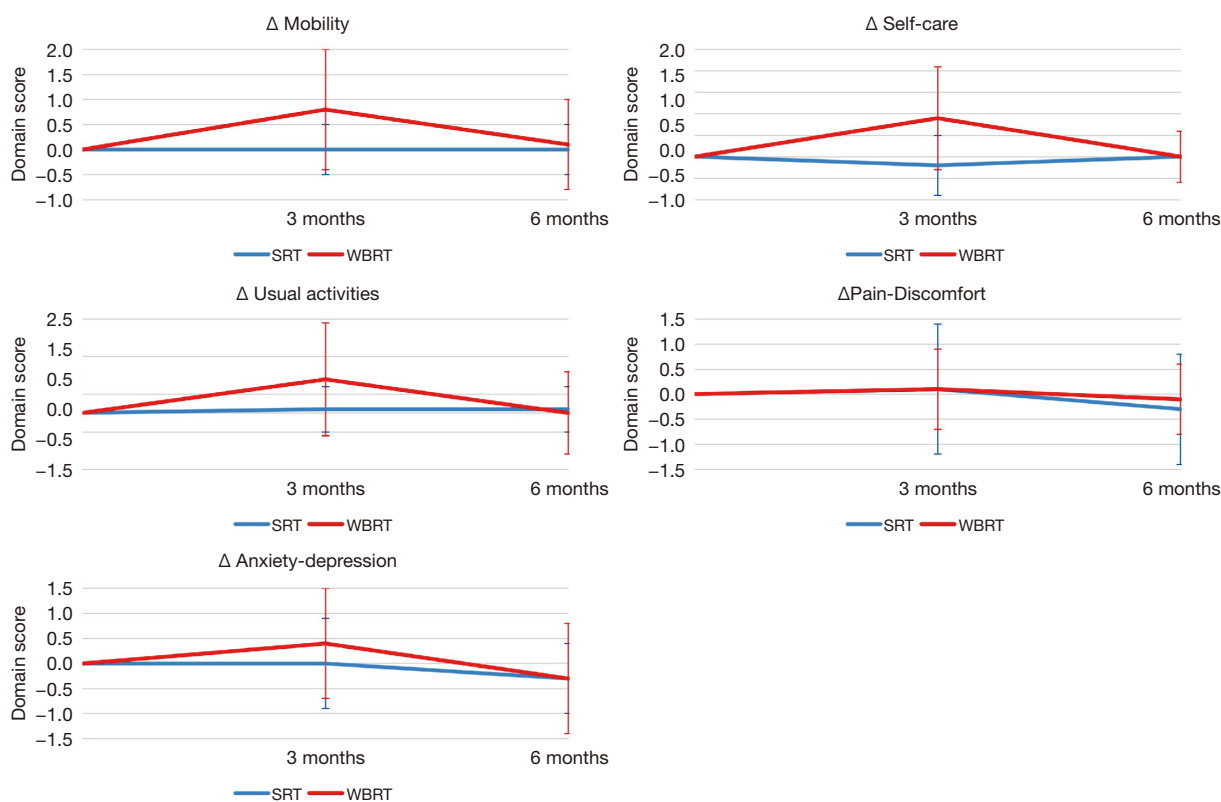 Δ Mobility
Domain score
2.0
1.5
1.0
0.5
0.0
−0.5
−1.0
3 months 6 months
SRT WBRT
Δ Self-care
Domain score
2.0
1.5
1.0
0.5
0.0
−0.5
−1.0
3 months 6 months
SRT WBRT
Δ Usual activities
Domain score
2.5
1.5
0.5
0.0
−0.5
−1.5
3 months 6 months
SRT WBRT
ΔPain-Discomfort
Domain score
1.5
1.0
0.5
0.0
−0.5
−1.0
−1.5
3 months 6 months
SRT WBRT
Δ Anxiety-depression
Domain score
1.5
1.0
0.5
0.0
−0.5
−1.0
−1.5
3 months 6 months
SRT WBRT